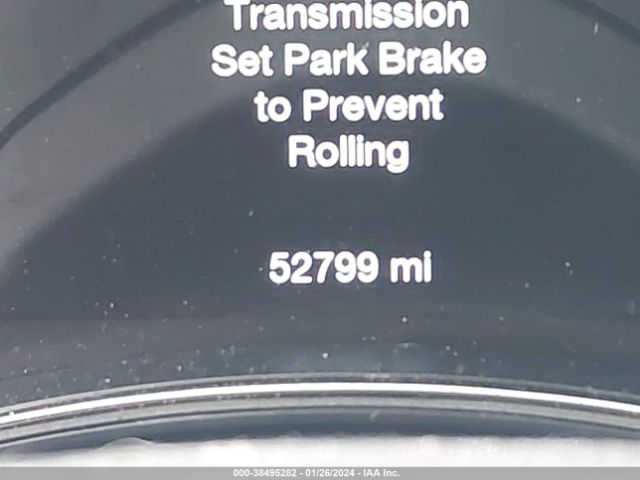 Transmission
Set Park Brake
to Prevent
Rolling
52799 mi
000-38495282 - 01/26/2024 - IAA Inc.